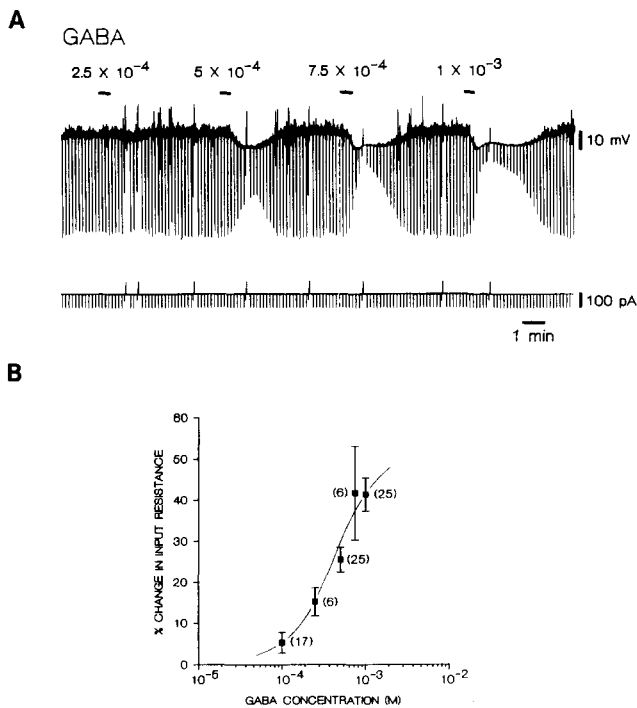 A
GABA
2.5 × 10⁻⁴ 5 × 10⁻⁴ 7.5 × 10⁻⁴ 1 × 10⁻³
10 mV
100 pA
1 min
B
% CHANGE IN INPUT RESISTANCE
60
50
40
30
20
10
0
(6) (25)
(25)
(6)
(17)
10⁻⁵ 10⁻⁴ 10⁻³ 10⁻²
GABA CONCENTRATION (M)